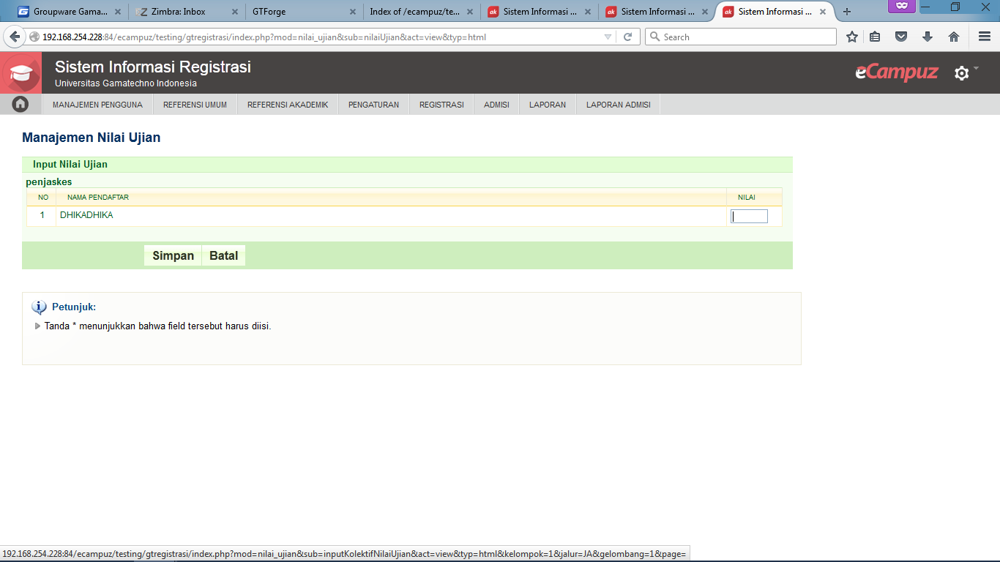 Groupware Gama...
Zimbra: Inbox
GTForge
Index of /ecampuz/te...
ak Sistem Informasi ...
ak Sistem Informasi ...
ak Sistem Informasi ...
192.168.254.228:84/ecampuz/testing/gtregistrasi/index.php?mod=nilai_ujian&sub=nilaiUjian&act=view&typ=html
Search
Sistem Informasi Registrasi
Universitas Gamatechno Indonesia
eCampuz
MANAJEMEN PENGGUNA
REFERENSI UMUM
REFERENSI AKADEMIK
PENGATURAN
REGISTRASI
ADMISI
LAPORAN
LAPORAN ADMISI
Manajemen Nilai Ujian
Input Nilai Ujian
penjaskes
NO NAMA PENDAFTAR NILAI
1 DHIKADHIKA
Simpan Batal
Petunjuk:
Tanda * menunjukkan bahwa field tersebut harus diisi.
192.168.254.228:84/ecampuz/testing/gtregistrasi/index.php?mod=nilai_ujian&sub=inputKolektifNilaiUjian&act=view&typ=html&kelompok=1&jalur=JA&gelombang=1&page=